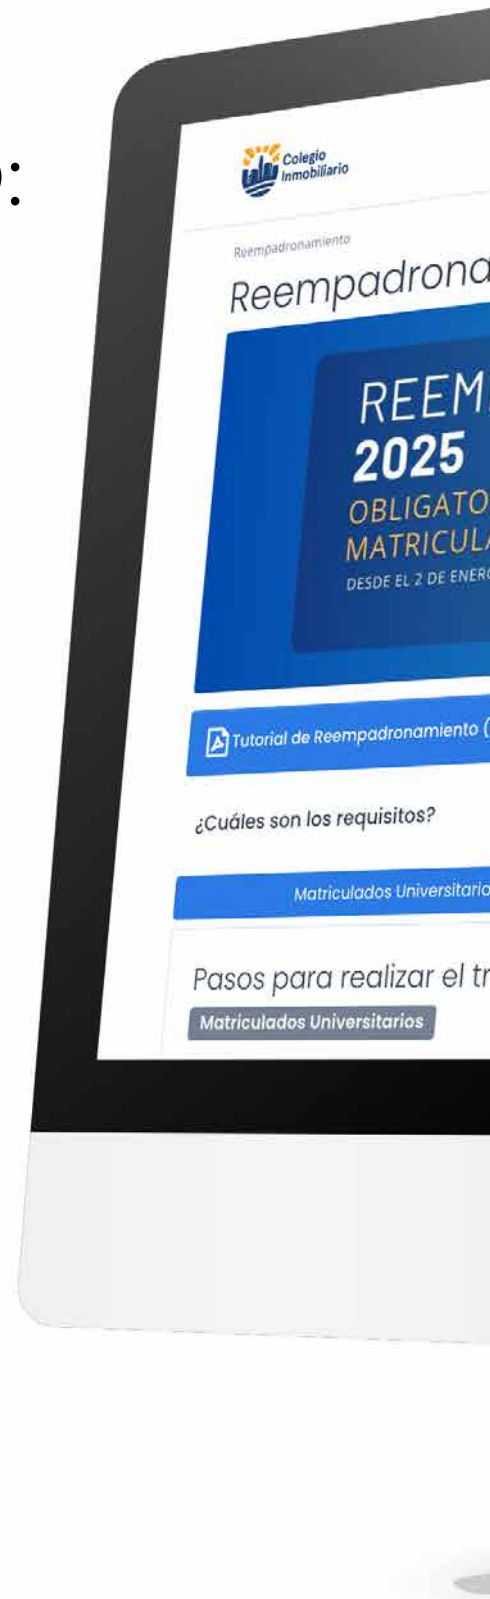 :
Colegio
Inmobiliario
Reempadronamiento
Reempadrona
REEM
2025
OBLIGATO
MATRICULA
DESDE EL 2 DE ENERO
Tutorial de Reempadronamiento (
¿Cuáles son los requisitos?
Matriculados Universitario
Pasos para realizar el tr
Matriculados Universitarios